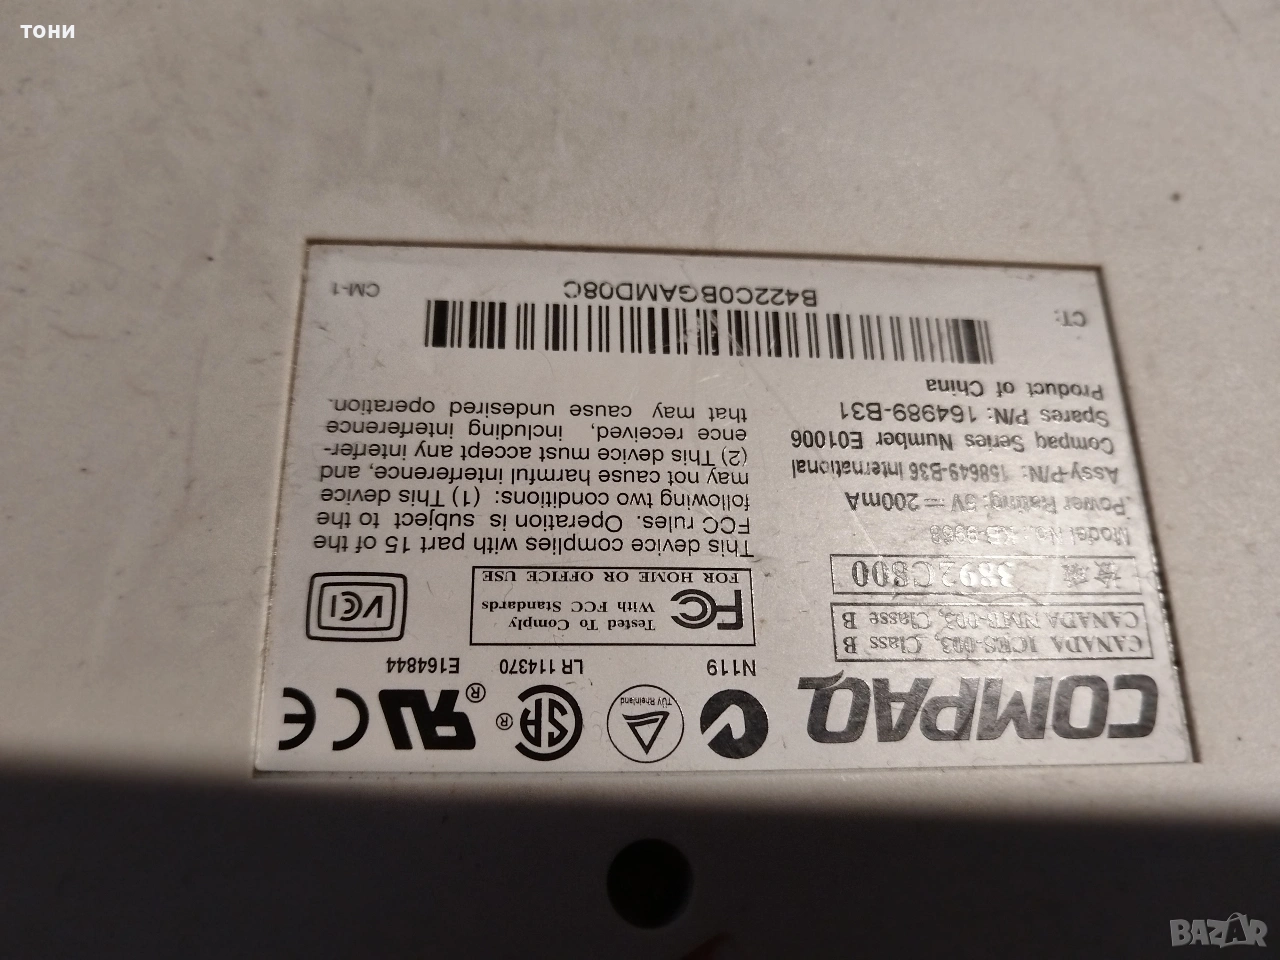 тони
COMPAQ
CANADA ICES-003, Class B
CANADA NMB-003, Classe B
3892C800
Model No.: KB-9963
Power Rating: 5V = 200mA
Assy-P/N: 158649-B36 International
Compaq Series Number E01006
Spares P/N: 164989-B31
Product of China
N119
TÜV Rheinland
LR 114370
E164844
FC
Tested To Comply
With FCC Standards
FOR HOME OR OFFICE USE
VCI
This device complies with part 15 of the
FCC rules. Operation is subject to the
following two conditions: (1) This device
may not cause harmful interference, and
(2) This device must accept any interfer-
ence received, including interference
that may cause undesired operation.
CT:
B422C0BGAMD08C
CM-1
BAZAR